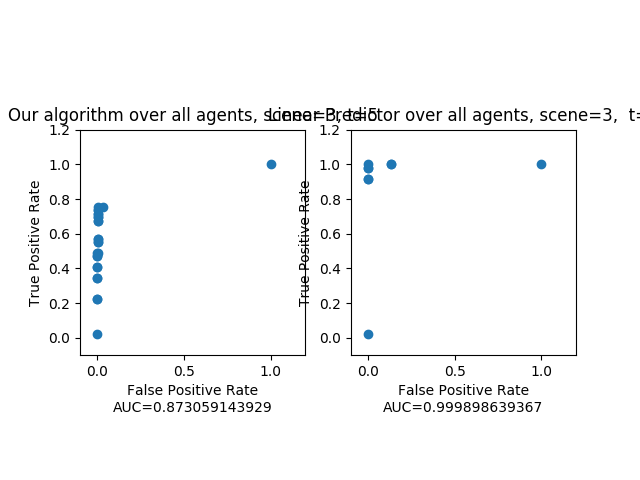 Our algorithm over all agents, scene=3, t=5
Linear Predictor over all agents, scene=3, t=
1.2
1.0
0.8
0.6
0.4
0.2
0.0
True Positive Rate
0.0 0.5 1.0
False Positive Rate
AUC=0.873059143929
1.2
1.0
0.8
0.6
0.4
0.2
0.0
True Positive Rate
0.0 0.5 1.0
False Positive Rate
AUC=0.999898639367